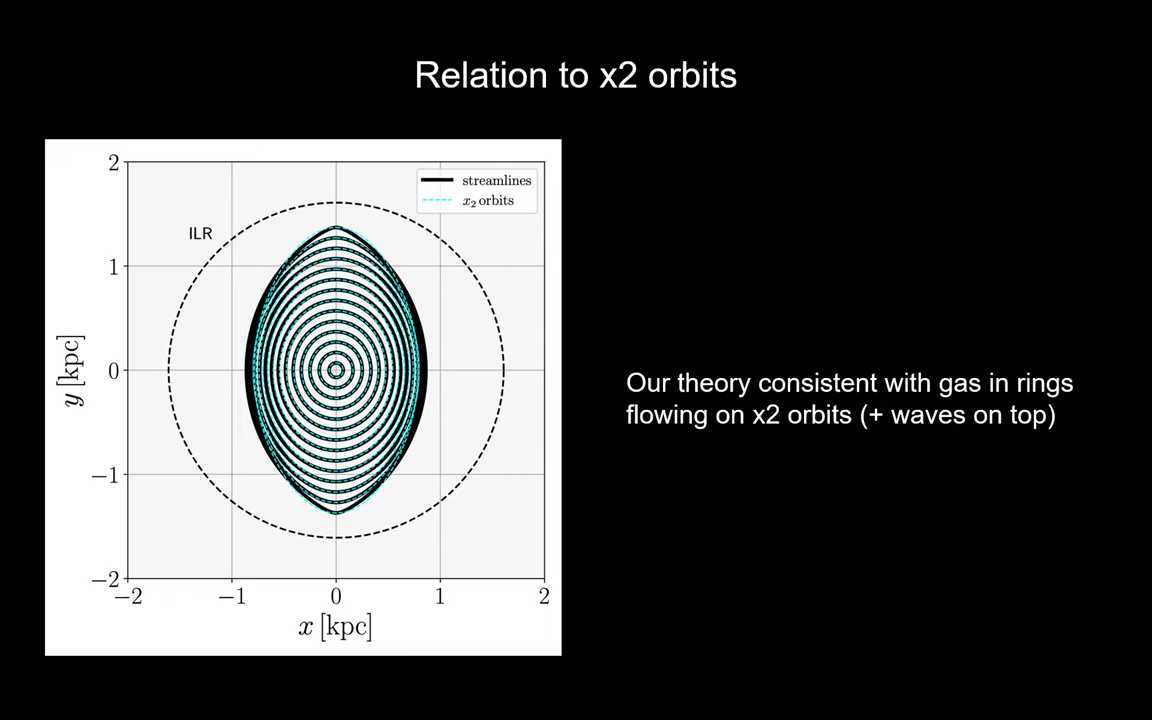 Relation to x2 orbits
2
1
0
−1
−2
−2
−1
0
1
2
y [kpc]
x [kpc]
ILR
streamlines
x₂ orbits
Our theory consistent with gas in rings
flowing on x2 orbits (+ waves on top)